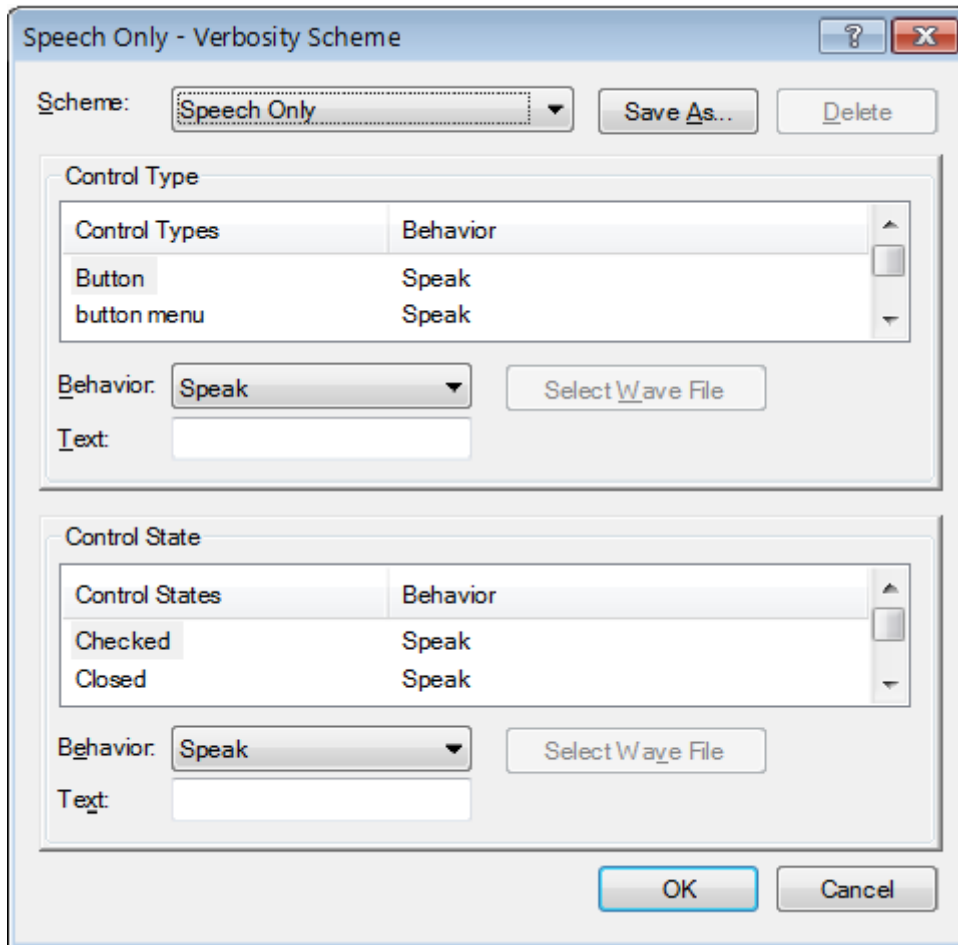 Speech Only - Verbosity Scheme
Scheme: Speech Only Save As... Delete
Control Type
Control Types Behavior
Button Speak
button menu Speak
Behavior: Speak Select Wave File
Text:
Control State
Control States Behavior
Checked Speak
Closed Speak
Behavior: Speak Select Wave File
Text:
OK Cancel